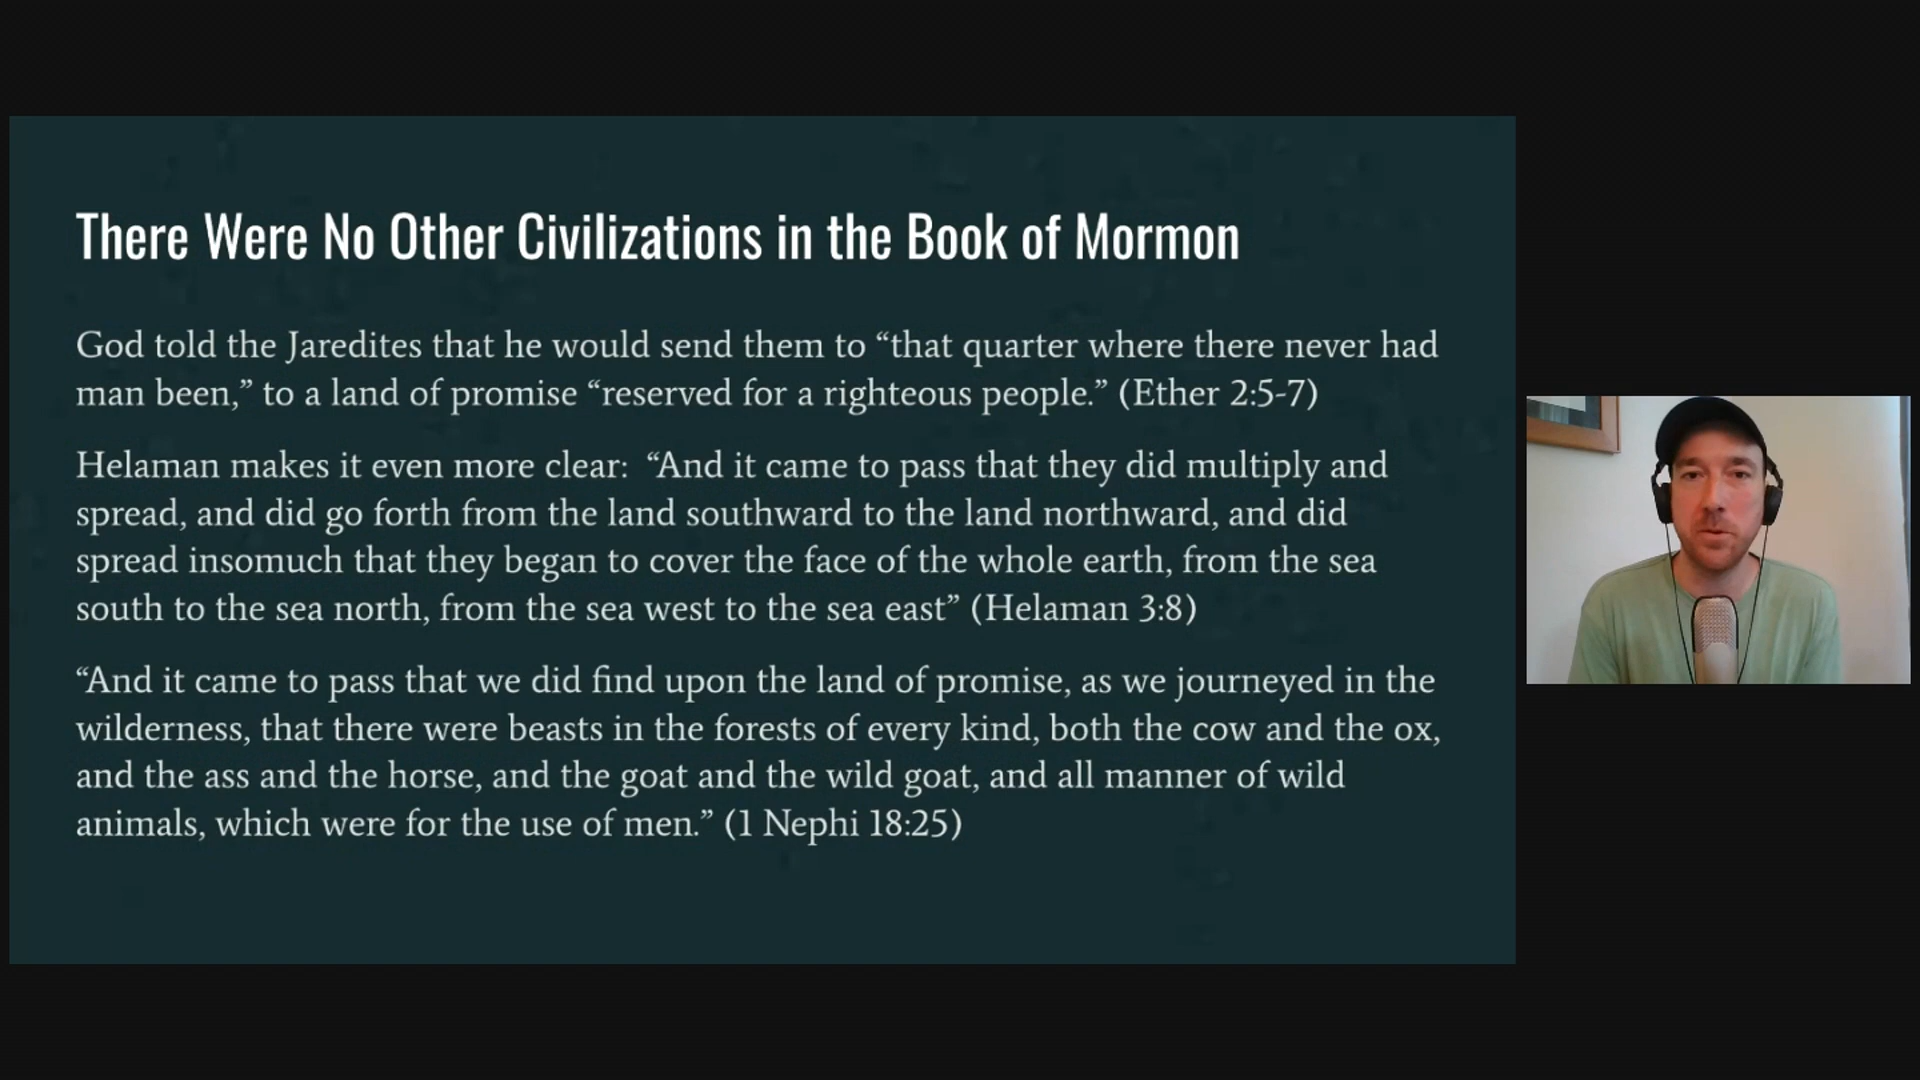 There Were No Other Civilizations in the Book of Mormon
God told the Jaredites that he would send them to “that quarter where there never had
man been,” to a land of promise “reserved for a righteous people.” (Ether 2:5-7)
Helaman makes it even more clear:  “And it came to pass that they did multiply and
spread, and did go forth from the land southward to the land northward, and did
spread insomuch that they began to cover the face of the whole earth, from the sea
south to the sea north, from the sea west to the sea east” (Helaman 3:8)
“And it came to pass that we did find upon the land of promise, as we journeyed in the
wilderness, that there were beasts in the forests of every kind, both the cow and the ox,
and the ass and the horse, and the goat and the wild goat, and all manner of wild
animals, which were for the use of men.” (1 Nephi 18:25)